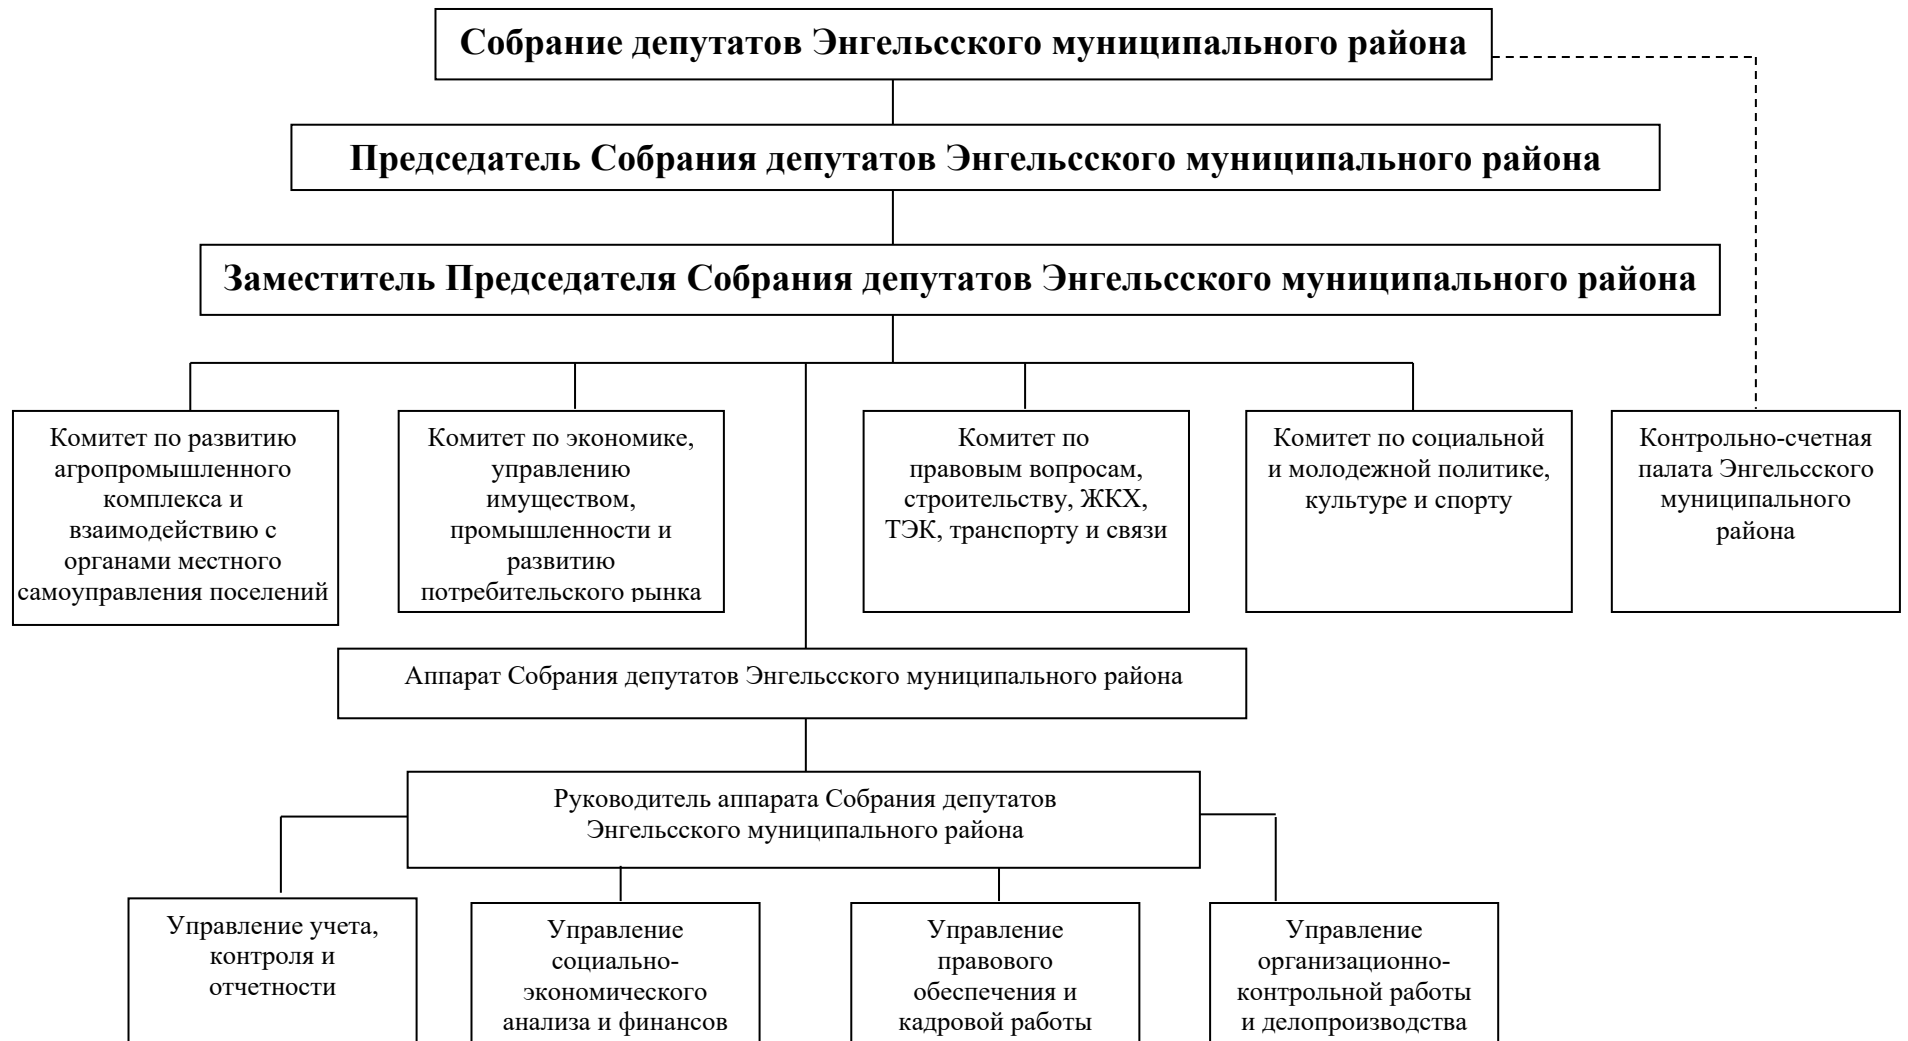 Собрание депутатов Энгельсского муниципального района
Председатель Собрания депутатов Энгельсского муниципального района
Заместитель Председателя Собрания депутатов Энгельсского муниципального района
Комитет по развитию
агропромышленного
комплекса и
взаимодействию с
органами местного
самоуправления поселений
Комитет по экономике,
управлению
имуществом,
промышленности и
развитию
потребительского рынка
Комитет по
правовым вопросам,
строительству, ЖКХ,
ТЭК, транспорту и связи
Комитет по социальной
и молодежной политике,
культуре и спорту
Контрольно-счетная
палата Энгельсского
муниципального
района
Аппарат Собрания депутатов Энгельсского муниципального района
Руководитель аппарата Собрания депутатов
Энгельсского муниципального района
Управление учета,
контроля и
отчетности
Управление
социально-
экономического
анализа и финансов
Управление
правового
обеспечения и
кадровой работы
Управление
организационно-
контрольной работы
и делопроизводства